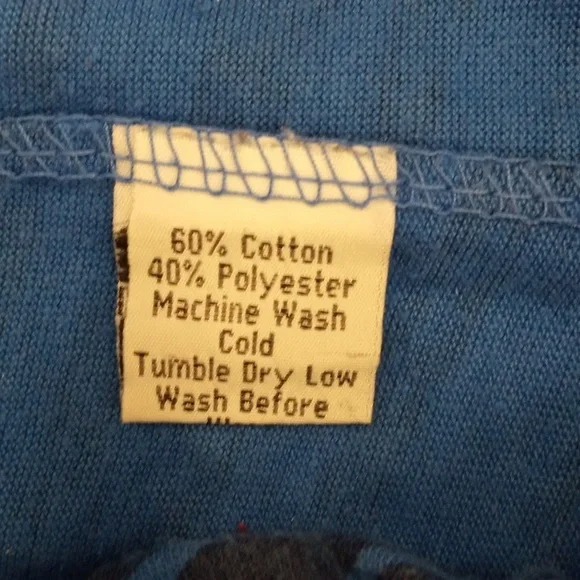 60% Cotton
40% Polyester
Machine Wash
Cold
Tumble Dry Low
Wash Before